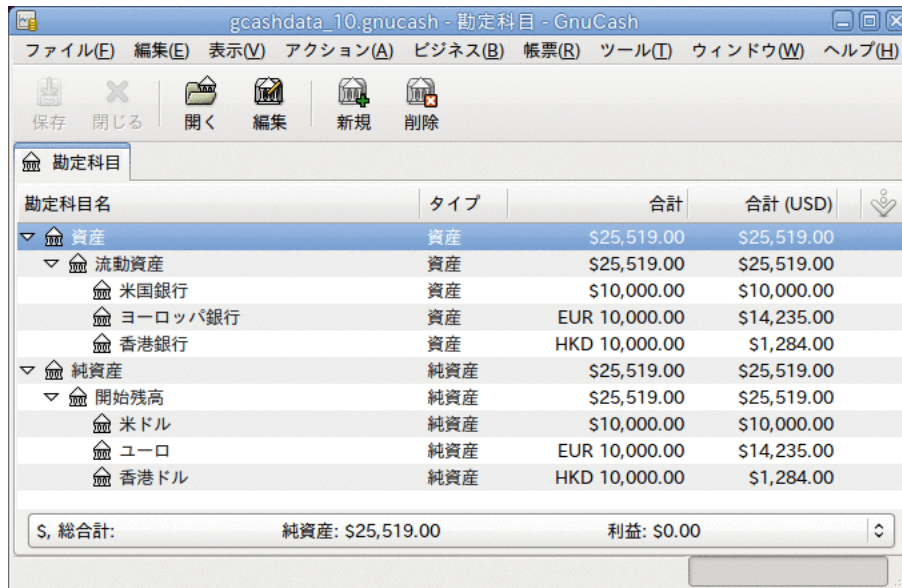 gcashdata_10.gnucash - 勘定科目 - GnuCash
ファイル(F) 編集(E) 表示(V) アクション(A) ビジネス(B) 帳票(R) ツール(T) ウィンドウ(W) ヘルプ(H)
保存 閉じる 開く 編集 新規 削除
勘定科目
勘定科目名 タイプ 合計 合計 (USD)
資産 資産 $25,519.00 $25,519.00
流動資産 資産 $25,519.00 $25,519.00
米国銀行 資産 $10,000.00 $10,000.00
ヨーロッパ銀行 資産 EUR 10,000.00 $14,235.00
香港銀行 資産 HKD 10,000.00 $1,284.00
純資産 純資産 $25,519.00 $25,519.00
開始残高 純資産 $25,519.00 $25,519.00
米ドル 純資産 $10,000.00 $10,000.00
ユーロ 純資産 EUR 10,000.00 $14,235.00
香港ドル 純資産 HKD 10,000.00 $1,284.00
$, 総合計: 純資産: $25,519.00 利益: $0.00